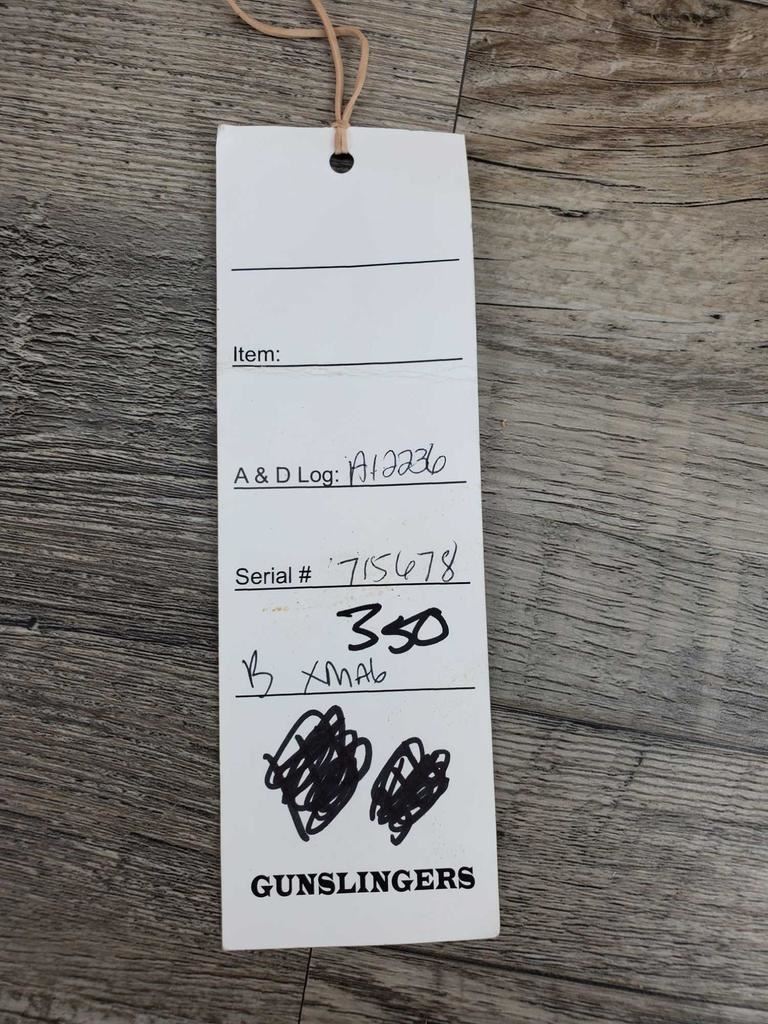 Item:
A & D Log: A12236
Serial # 715678
350
B XMAG
GUNSLINGERS